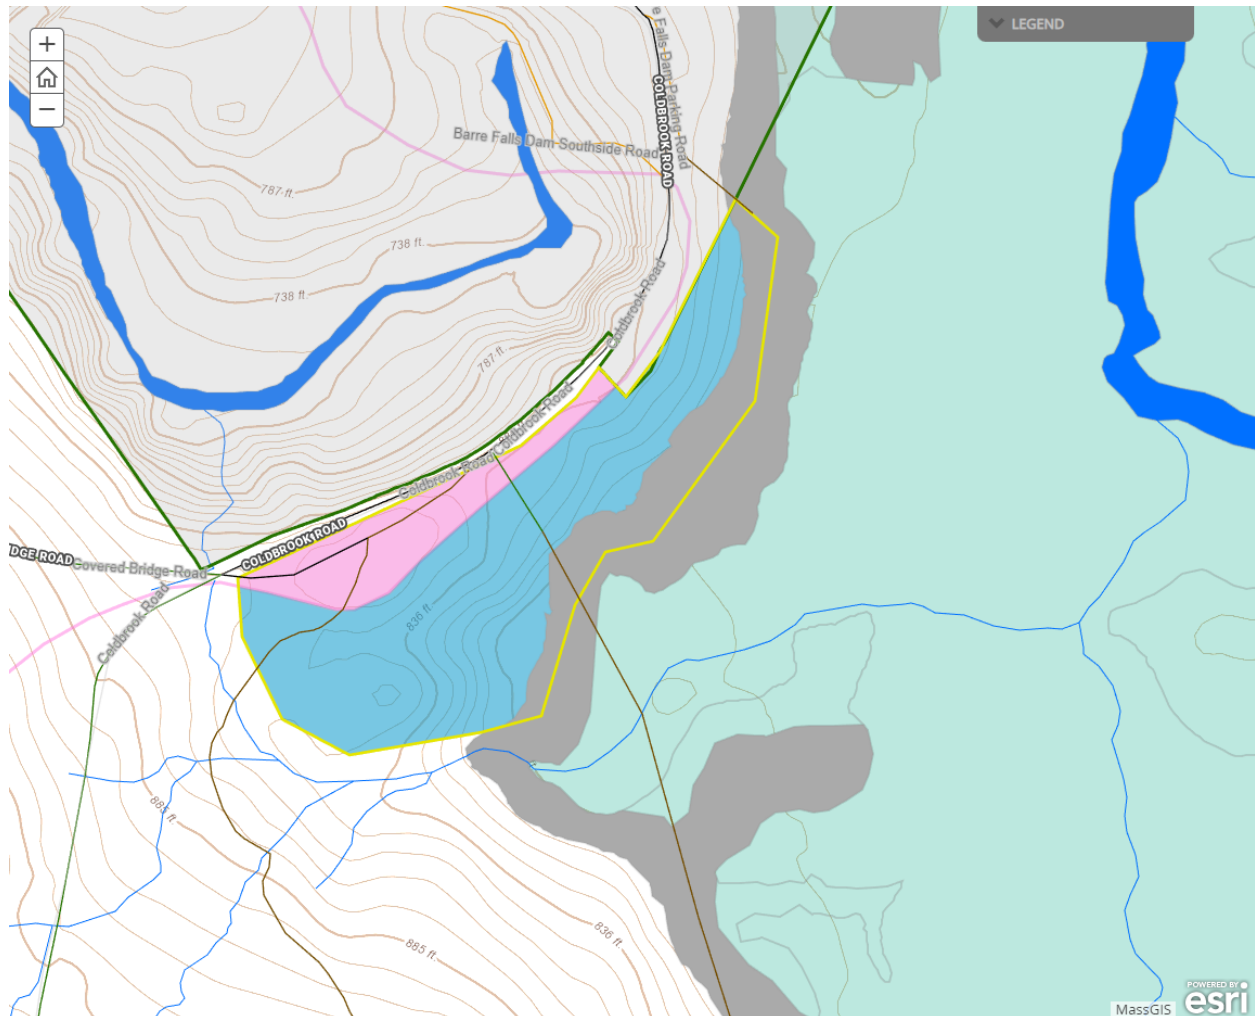 LEGEND
+
−
e Falls Dam Parking Road
COLDBROOK ROAD
Barre Falls Dam Southside Road
787 ft.
738 ft.
738 ft.
Coldbrook Road
787 ft.
Coldbrook Road
Coldbrook Road
COLDBROOK ROAD
DGE ROAD
Covered Bridge Road
Coldbrook Road
836 ft.
885 ft.
885 ft.
836 ft.
MassGIS
POWERED BY
esri